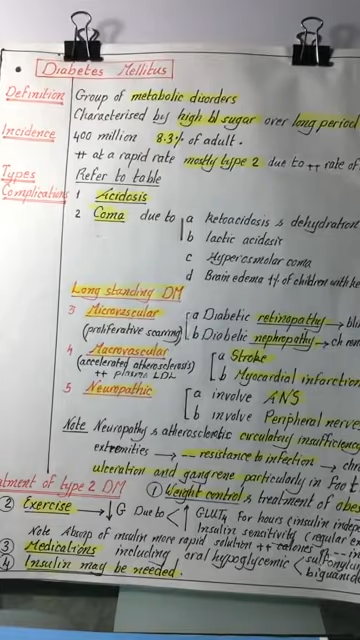 Diabetes Mellitus
Definition Group of metabolic disorders
Characterised by high bl sugar over long period
Incidence 400 million 8.3% of adult.
++ at a rapid rate mostly type 2 due to ++ rate of
Types Refer to table
Complications 1 Acidosis
2 Coma due to a ketoacidosis & dehydration
b lactic acidosis
c Hyperosmolar coma
d Brain edema of children with ke
Long standing DM
3 Microvascular a Diabetic retinopathy → bl
(proliferative scarring) b Diabetic nephropathy → ch
4 Macrovascular a Stroke
(accelerated atherosclerosis) b Myocardial infarction
++ plasma LDL
5 Neuropathic a involve ANS
b involve Peripheral nerve
Note Neuropathy & atherosclerotic circulatory insufficiency
extremities → - resistance to infection → ch
ulceration and gangrene particularly in foot
tment of type 2 DM ① Weight control & treatment of obes
② Exercise → ↓ G Due to < ↑ GLUT4 For hours (insulin inde
Insulin sensitivity (regular ex
Note Absorp of insulin more rapid solution ++ calories
③ Medications including oral hypoglycemic < sulfonylu
biguanid
④ Insulin may be needed.